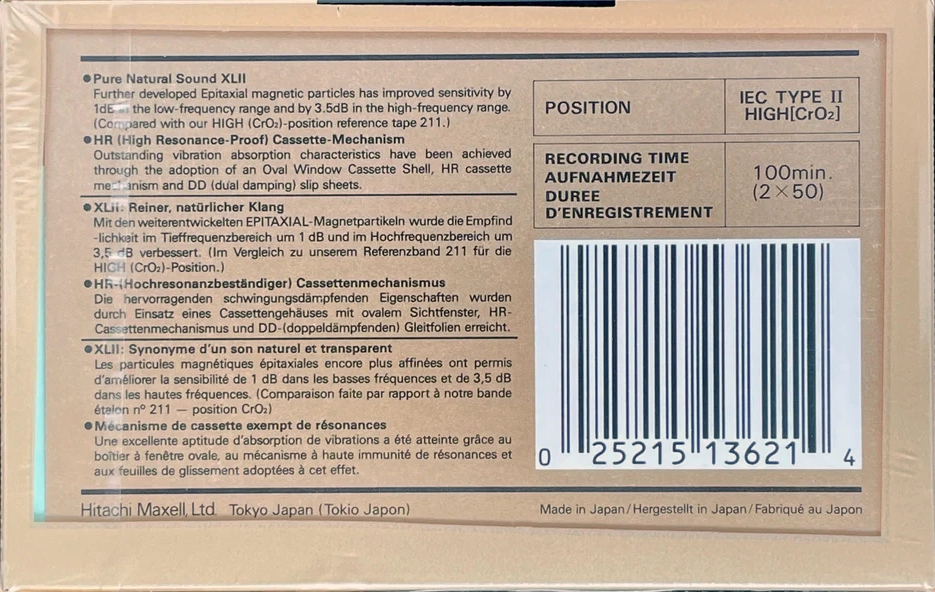 ●Pure Natural Sound XLII
Further developed Epitaxial magnetic particles has improved sensitivity by
1dB in the low-frequency range and by 3.5dB in the high-frequency range.
(Compared with our HIGH (CrO₂)-position reference tape 211.)
●HR (High Resonance-Proof) Cassette-Mechanism
Outstanding vibration absorption characteristics have been achieved
through the adoption of an Oval Window Cassette Shell, HR cassette
mechanism and DD (dual damping) slip sheets.
●XLII: Reiner, natürlicher Klang
Mit den weiterentwickelten EPITAXIAL-Magnetpartikeln wurde die Empfind
-lichkeit im Tieffrequenzbereich um 1 dB und im Hochfrequenzbereich um
3,5 dB verbessert. (Im Vergleich zu unserem Referenzband 211 für die
HIGH (CrO₂)-Position.)
●HR-(Hochresonanzbeständiger) Cassettenmechanismus
Die hervorragenden schwingungsdämpfenden Eigenschaften wurden
durch Einsatz eines Cassettengehäuses mit ovalem Sichtfenster, HR-
Cassettenmechanismus und DD-(doppeldämpfenden) Gleitfolien erreicht.
●XLII: Synonyme d'un son naturel et transparent
Les particules magnétiques épitaxiales encore plus affinées ont permis
d'améliorer la sensibilité de 1 dB dans les basses fréquences et de 3,5 dB
dans les hautes fréquences. (Comparaison faite par rapport à notre bande
étalon nº 211 — position CrO₂)
●Mécanisme de cassette exempt de résonances
Une excellente aptitude d'absorption de vibrations a été atteinte grâce au
boîtier à fenêtre ovale, au mécanisme à haute immunité de résonances et
aux feuilles de glissement adoptées à cet effet.
POSITION
IEC TYPE II
HIGH[CrO₂]
RECORDING TIME
AUFNAHMEZEIT
DUREE
D'ENREGISTREMENT
100min.
(2×50)
0 25215 13621 4
Hitachi Maxell, Ltd. Tokyo Japan (Tokio Japon)
Made in Japan/Hergestellt in Japan/Fabriqué au Japon